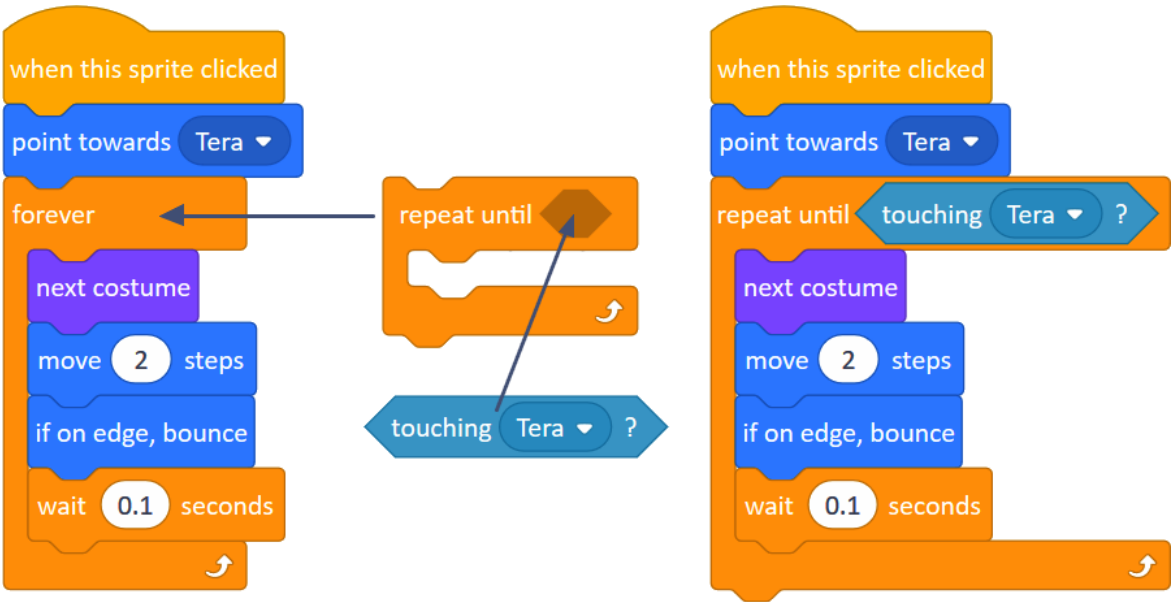 when this sprite clicked
point towards Tera
forever
next costume
move 2 steps
if on edge, bounce
wait 0.1 seconds
repeat until
touching Tera ?
when this sprite clicked
point towards Tera
repeat until touching Tera ?
next costume
move 2 steps
if on edge, bounce
wait 0.1 seconds